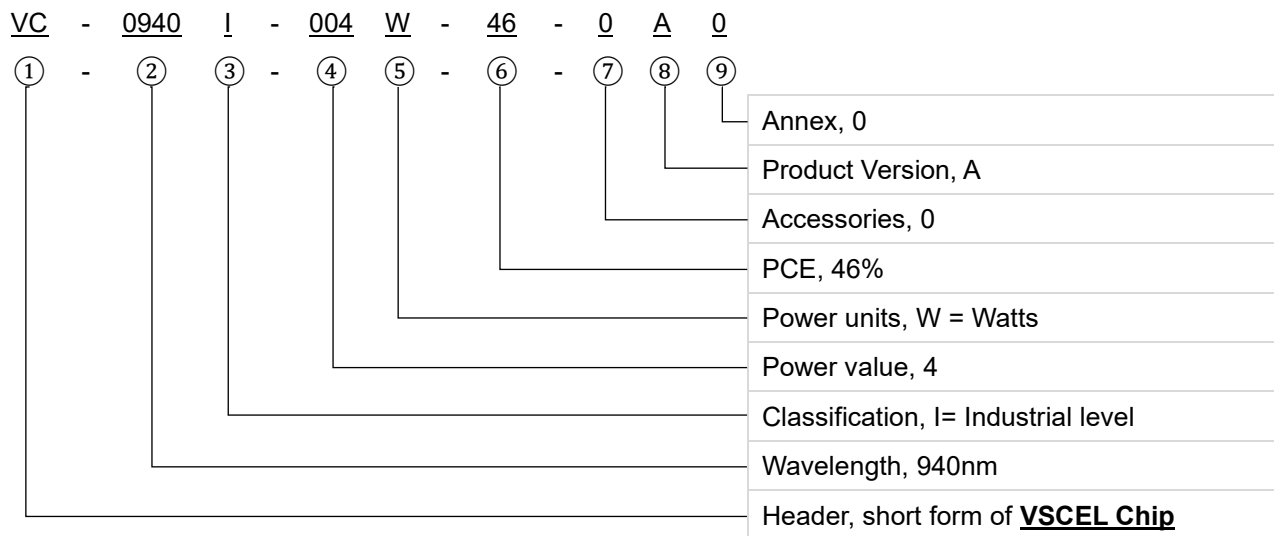 VC - 0940 I - 004 W - 46 - 0 A 0
① - ② ③ - ④ ⑤ - ⑥ - ⑦ ⑧ ⑨
Annex, 0
Product Version, A
Accessories, 0
PCE, 46%
Power units, W = Watts
Power value, 4
Classification, I= Industrial level
Wavelength, 940nm
Header, short form of VSCEL Chip